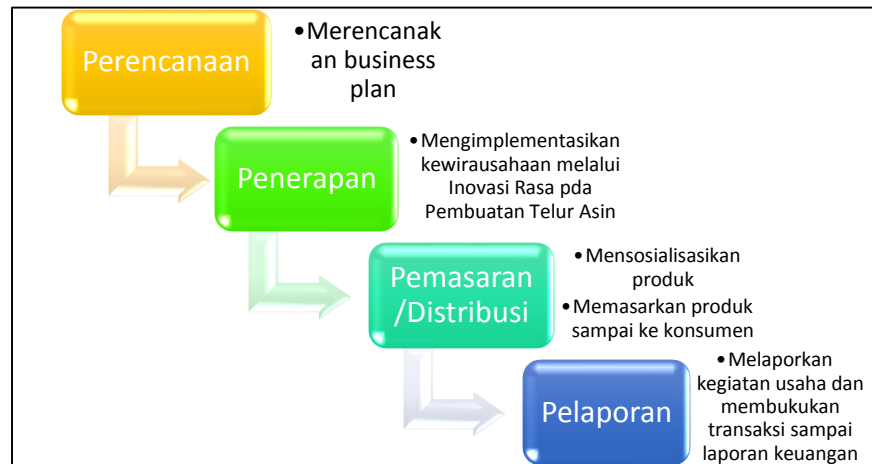 Perencanaan
•Merencanak
an business
plan
Penerapan
•Mengimplementasikan
kewirausahaan melalui
Inovasi Rasa pda
Pembuatan Telur Asin
Pemasaran
/Distribusi
•Mensosialisasikan
produk
•Memasarkan produk
sampai ke konsumen
Pelaporan
•Melaporkan
kegiatan usaha dan
membukukan
transaksi sampai
laporan keuangan